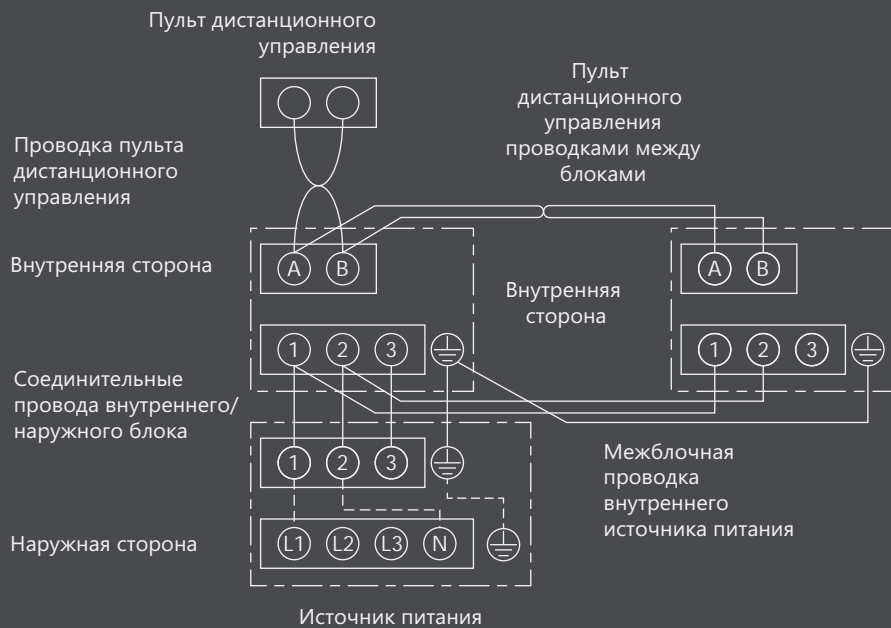 Пульт дистанционного
управления
Пульт
дистанционного
управления
проводками между
блоками
Проводка пульта
дистанционного
управления
Внутренняя сторона
A B
Внутренняя
сторона
A B
1 2 3
1 2 3
Соединительные
провода внутреннего/
наружного блока
1 2 3
Межблочная
проводка
внутреннего
источника питания
Наружная сторона
L1 L2 L3 N
Источник питания